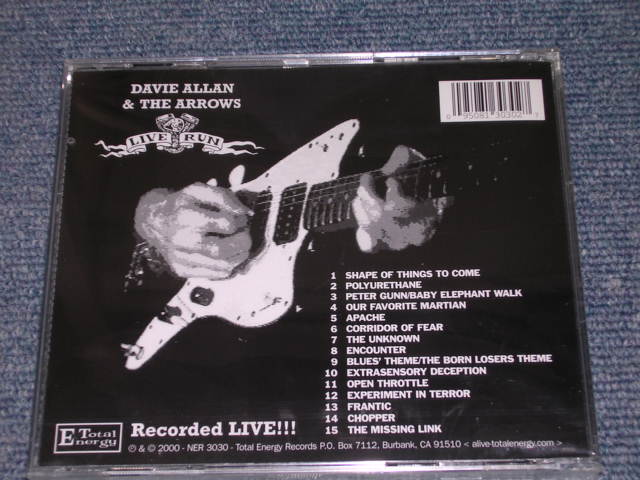 DAVIE ALLAN
& THE ARROWS
LIVE RUN
0 95081 30302 7
1 SHAPE OF THINGS TO COME
2 POLYURETHANE
3 PETER GUNN/BABY ELEPHANT WALK
4 OUR FAVORITE MARTIAN
5 APACHE
6 CORRIDOR OF FEAR
7 THE UNKNOWN
8 ENCOUNTER
9 BLUES' THEME/THE BORN LOSERS THEME
10 EXTRASENSORY DECEPTION
11 OPEN THROTTLE
12 EXPERIMENT IN TERROR
13 FRANTIC
14 CHOPPER
15 THE MISSING LINK
E Total Energy
Recorded LIVE!!!
℗ & © 2000 - NER 3030 - Total Energy Records P.O. Box 7112, Burbank, CA 91510 < alive-totalenergy.com >